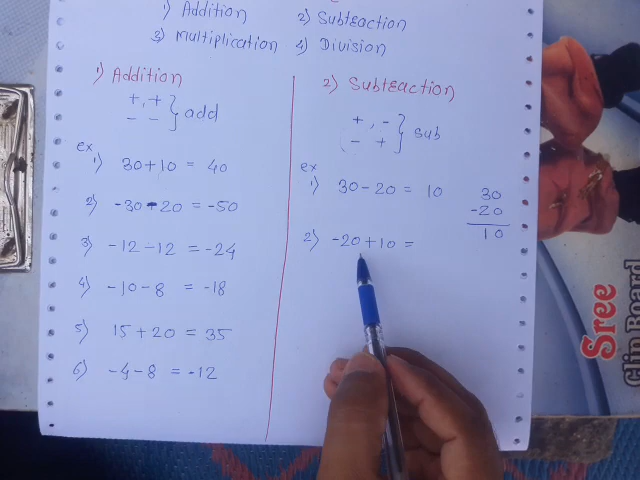 1) Addition 2) Subtraction
3) Multiplication 4) Division
1) Addition
+, +
- -
} add
ex
1) 30+10 = 40
2) -30-20 = -50
3) -12-12 = -24
4) -10-8 = -18
5) 15+20 = 35
6) -4-8 = -12
2) Subtraction
+, -
- +
} sub
ex
1) 30-20 = 10
30
-20
10
2) -20+10 =
Sree
Clip Board